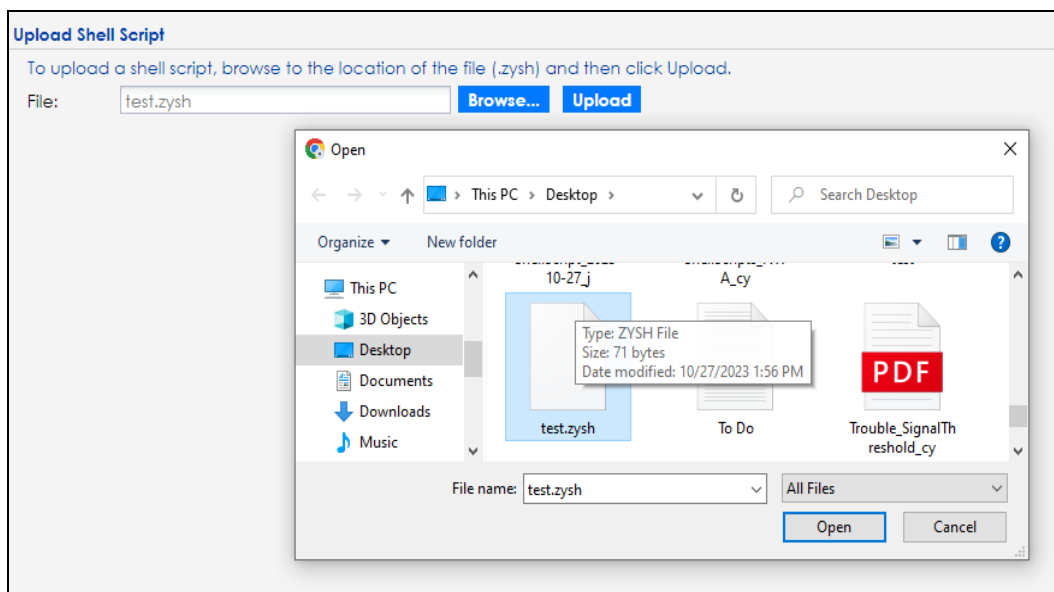 Upload Shell Script
To upload a shell script, browse to the location of the file (.zysh) and then click Upload.
File: test.zysh Browse... Upload
Open
This PC > Desktop > Search Desktop
Organize New folder
10-27_j A_cy
This PC
3D Objects
Desktop
Documents
Downloads
Music
Type: ZYSH File
Size: 71 bytes
Date modified: 10/27/2023 1:56 PM
PDF
test.zysh To Do Trouble_SignalTh
reshold_cy
File name: test.zysh All Files
Open Cancel